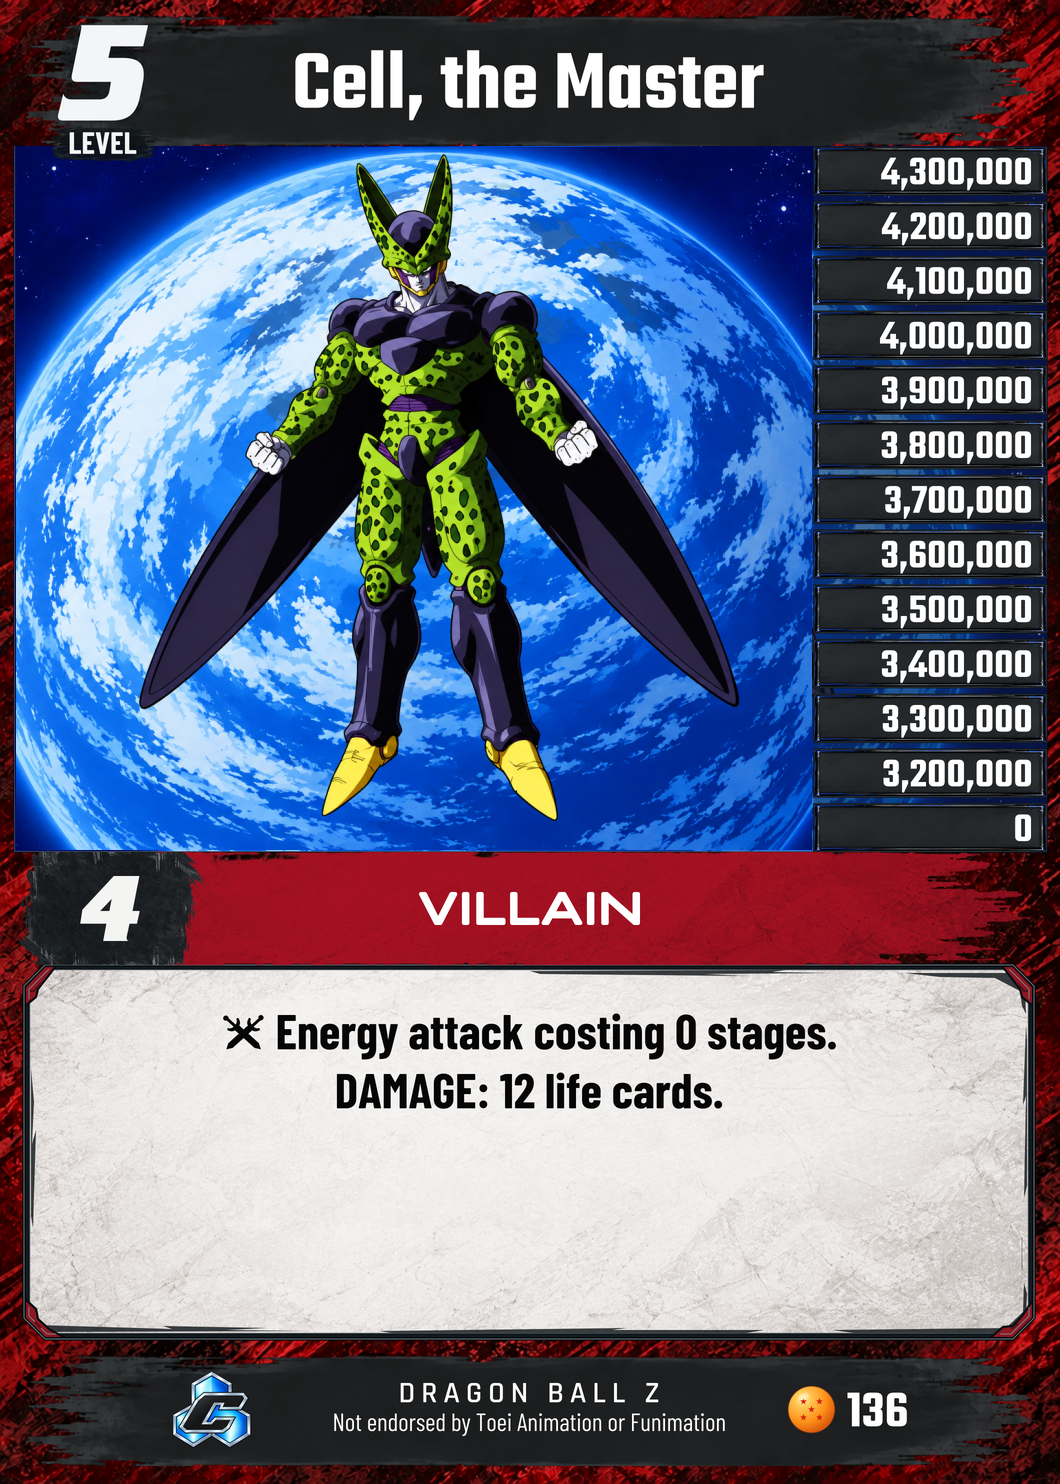 5
LEVEL
Cell, the Master
4,300,000
4,200,000
4,100,000
4,000,000
3,900,000
3,800,000
3,700,000
3,600,000
3,500,000
3,400,000
3,300,000
3,200,000
0
4
VILLAIN
Energy attack costing 0 stages.
DAMAGE: 12 life cards.
DRAGON BALL Z
Not endorsed by Toei Animation or Funimation
136